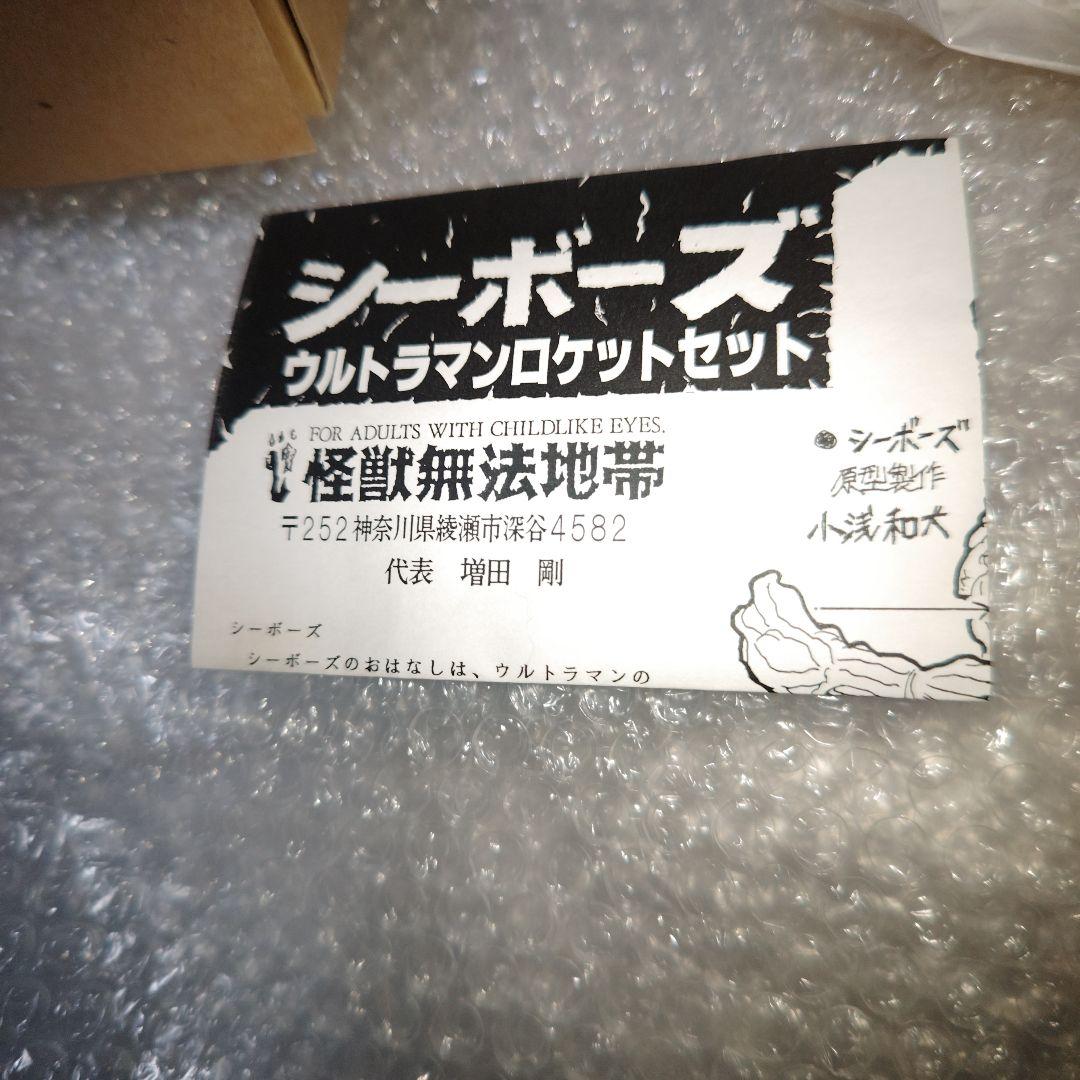 シーボーズ
ウルトラマンロケットセット
FOR ADULTS WITH CHILDLIKE EYES.
怪獣無法地帯
〒252神奈川県綾瀬市深谷4582
代表 増田 剛
● シーボーズ
原型製作
小浅和大
シーボーズ
シーボーズのおはなしは、ウルトラマンの